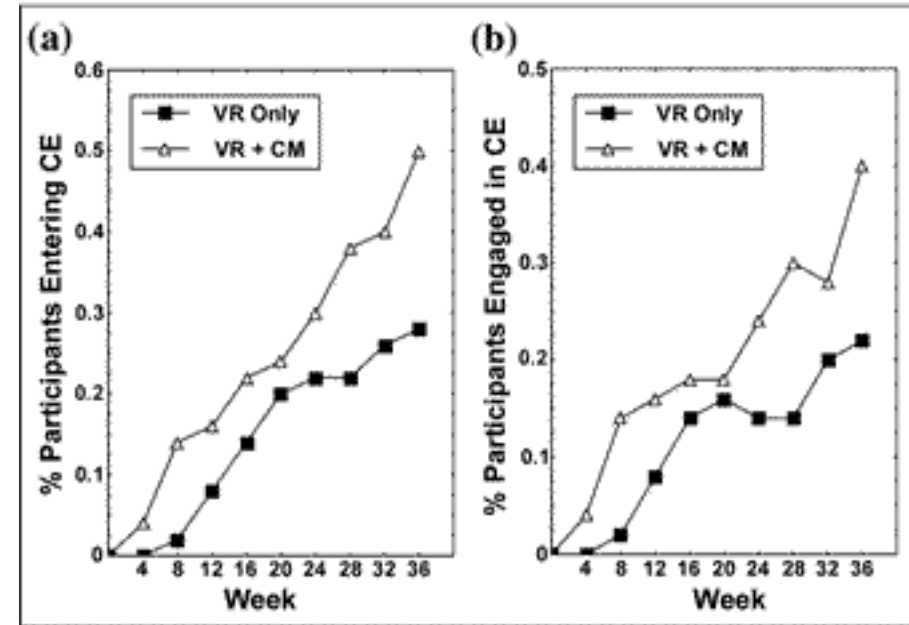 (a)
0.6
VR Only
VR + CM
0.5
0.4
0.3
0.2
0.1
0
% Participants Entering CE
4 8 12 16 20 24 28 32 36
Week
(b)
0.5
VR Only
VR + CM
0.4
0.3
0.2
0.1
0
% Participants Engaged in CE
4 8 12 16 20 24 28 32 36
Week